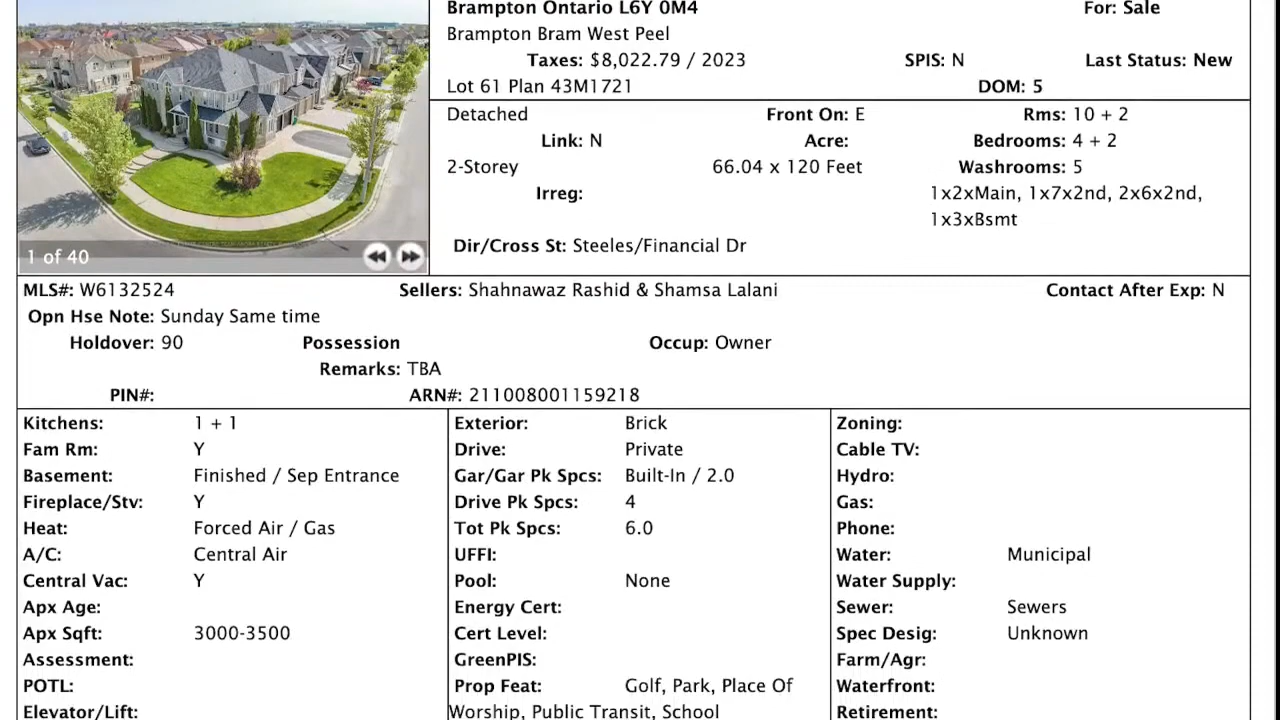 Brampton Ontario L6Y 0M4 For: Sale
Brampton Bram West Peel
Taxes: $8,022.79 / 2023 SPIS: N Last Status: New
Lot 61 Plan 43M1721 DOM: 5
Detached Front On: E Rms: 10 + 2
Link: N Acre: Bedrooms: 4 + 2
2-Storey 66.04 x 120 Feet Washrooms: 5
Irreg: 1x2xMain, 1x7x2nd, 2x6x2nd,
1x3xBsmt
Dir/Cross St: Steeles/Financial Dr
1 of 40
MLS#: W6132524 Sellers: Shahnawaz Rashid & Shamsa Lalani Contact After Exp: N
Opn Hse Note: Sunday Same time
Holdover: 90 Possession Occup: Owner
Remarks: TBA
PIN#: ARN#: 211008001159218
Kitchens: 1 + 1 Exterior: Brick Zoning:
Fam Rm: Y Drive: Private Cable TV:
Basement: Finished / Sep Entrance Gar/Gar Pk Spcs: Built-In / 2.0 Hydro:
Fireplace/Stv: Y Drive Pk Spcs: 4 Gas:
Heat: Forced Air / Gas Tot Pk Spcs: 6.0 Phone:
A/C: Central Air UFFI: Water: Municipal
Central Vac: Y Pool: None Water Supply:
Apx Age: Energy Cert: Sewer: Sewers
Apx Sqft: 3000-3500 Cert Level: Spec Desig: Unknown
Assessment: GreenPIS: Farm/Agr:
POTL: Prop Feat: Golf, Park, Place Of Waterfront:
Elevator/Lift: Worship, Public Transit, School Retirement: